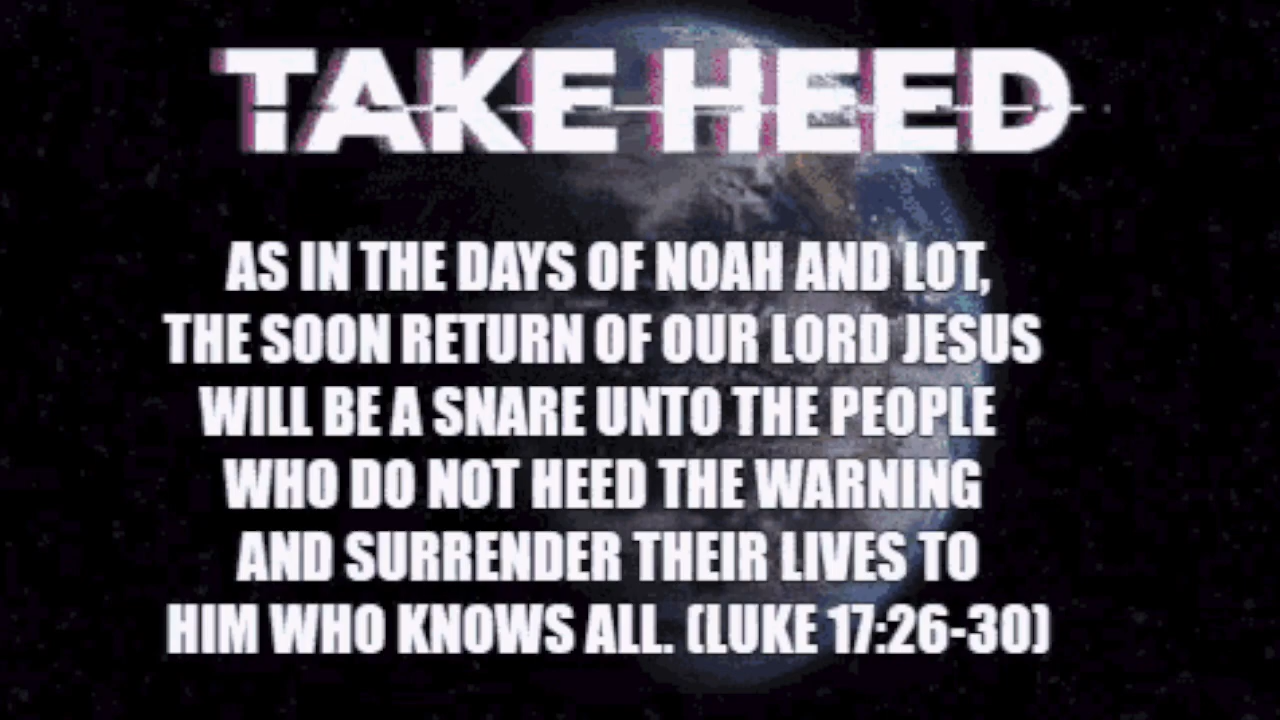 TAKE HEED
AS IN THE DAYS OF NOAH AND LOT,
THE SOON RETURN OF OUR LORD JESUS
WILL BE A SNARE UNTO THE PEOPLE
WHO DO NOT HEED THE WARNING
AND SURRENDER THEIR LIVES TO
HIM WHO KNOWS ALL. (LUKE 17:26-30)